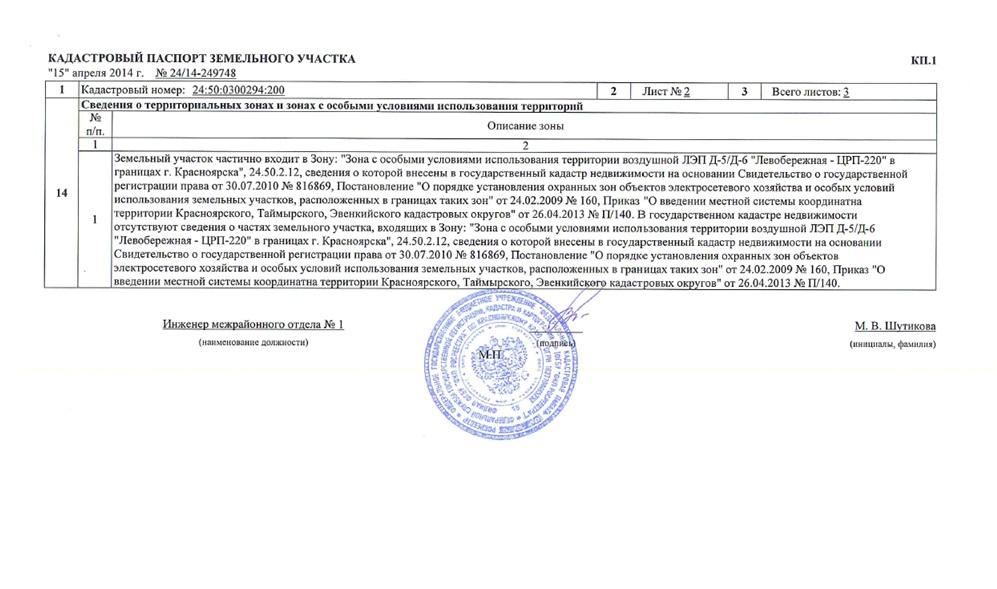 КАДАСТРОВЫЙ ПАСПОРТ ЗЕМЕЛЬНОГО УЧАСТКА
КП.1
"15" апреля 2014 г. № 24/14-249748
1 Кадастровый номер: 24:50:0300294:200 2 Лист № 2 3 Всего листов: 3
14 Сведения о территориальных зонах и зонах с особыми условиями использования территорий
№ п/п. Описание зоны
1 2
1
Земельный участок частично входит в Зону: "Зона с особыми условиями использования территории воздушной ЛЭП Д-5/Д-6 "Левобережная - ЦРП-220" в
границах г. Красноярска", 24.50.2.12, сведения о которой внесены в государственный кадастр недвижимости на основании Свидетельство о государственной
регистрации права от 30.07.2010 № 816869, Постановление "О порядке установления охранных зон объектов электросетевого хозяйства и особых условий
использования земельных участков, расположенных в границах таких зон" от 24.02.2009 № 160, Приказ "О введении местной системы координатна
территории Красноярского, Таймырского, Эвенкийского кадастровых округов" от 26.04.2013 № П/140. В государственном кадастре недвижимости
отсутствуют сведения о частях земельного участка, входящих в Зону: "Зона с особыми условиями использования территории воздушной ЛЭП Д-5/Д-6
"Левобережная - ЦРП-220" в границах г. Красноярска", 24.50.2.12, сведения о которой внесены в государственный кадастр недвижимости на основании
Свидетельство о государственной регистрации права от 30.07.2010 № 816869, Постановление "О порядке установления охранных зон объектов
электросетевого хозяйства и особых условий использования земельных участков, расположенных в границах таких зон" от 24.02.2009 № 160, Приказ "О
введении местной системы координатна территории Красноярского, Таймырского, Эвенкийского кадастровых округов" от 26.04.2013 № П/140.
Инженер межрайонного отдела № 1
М. В. Шутикова
(наименование должности)
(подпись)
(инициалы, фамилия)
М.П.